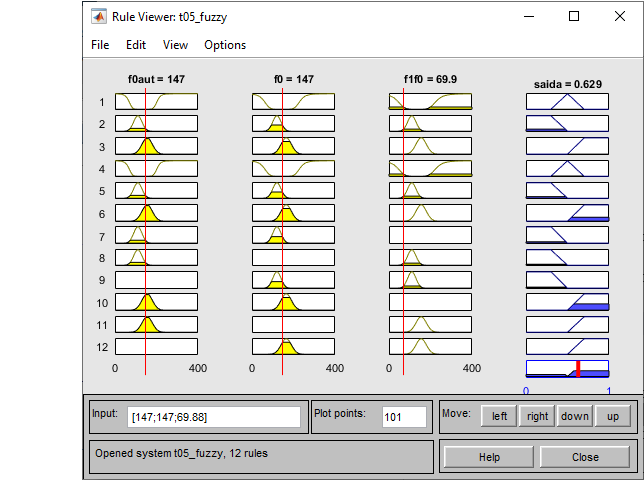 Rule Viewer: t05_fuzzy
File Edit View Options
f0aut = 147 f0 = 147 f1f0 = 69.9 saida = 0.629
1
2
3
4
5
6
7
8
9
10
11
12
0 400 0 400 0 400
0 1
Input: [147;147;69.88] Plot points: 101 Move: left right down up
Opened system t05_fuzzy, 12 rules Help Close